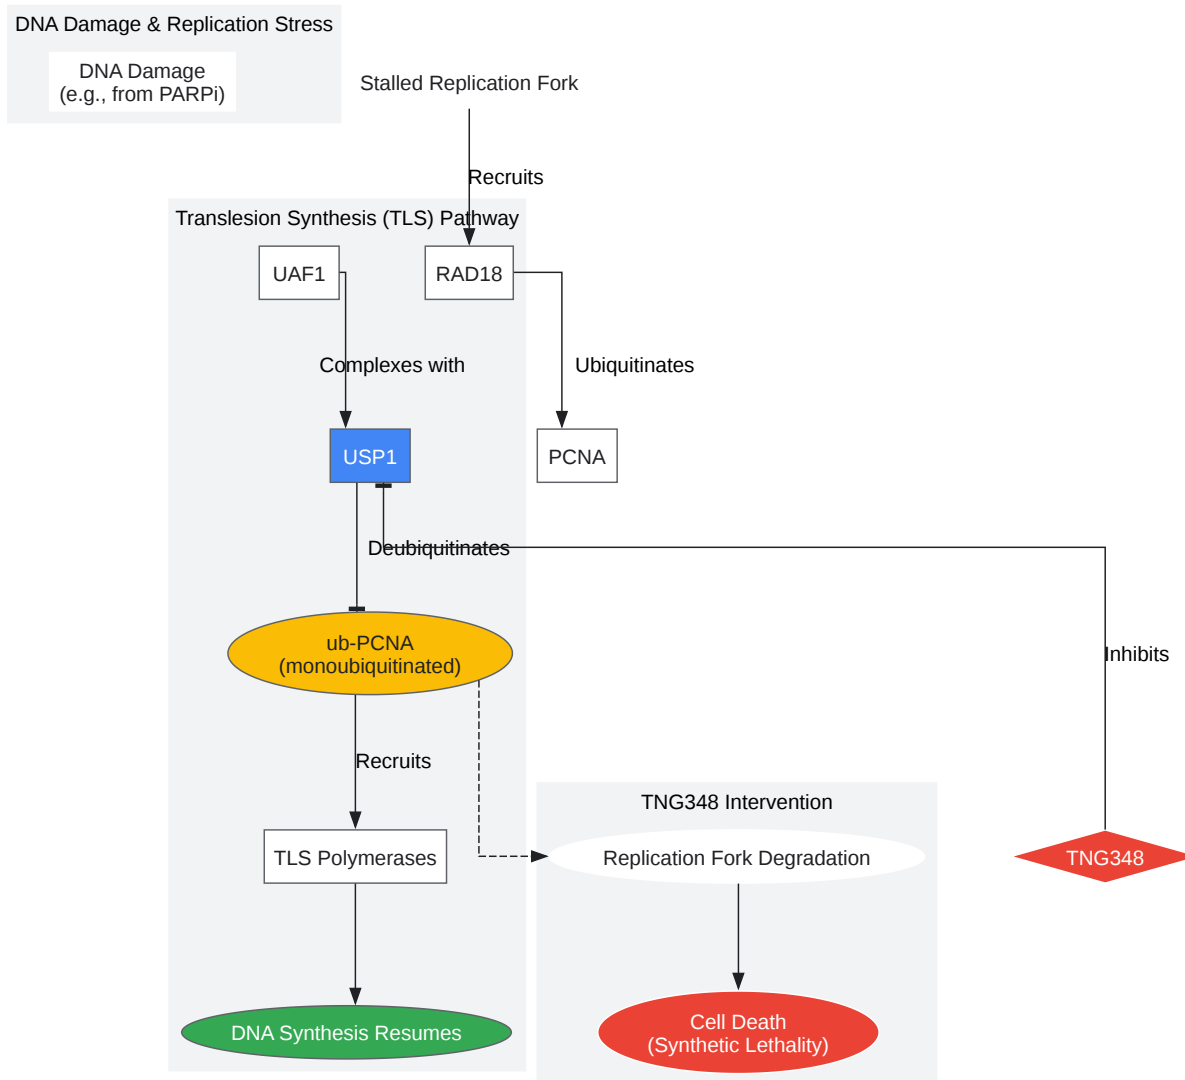 DNA Damage & Replication Stress
DNA Damage
(e.g., from PARPi)
Stalled Replication Fork
Recruits
Translesion Synthesis (TLS) Pathway
UAF1
RAD18
Complexes with
Ubiquitinates
USP1
PCNA
Deubiquitinates
ub-PCNA
(monoubiquitinated)
Inhibits
Recruits
TNG348 Intervention
TLS Polymerases
Replication Fork Degradation
TNG348
DNA Synthesis Resumes
Cell Death
(Synthetic Lethality)